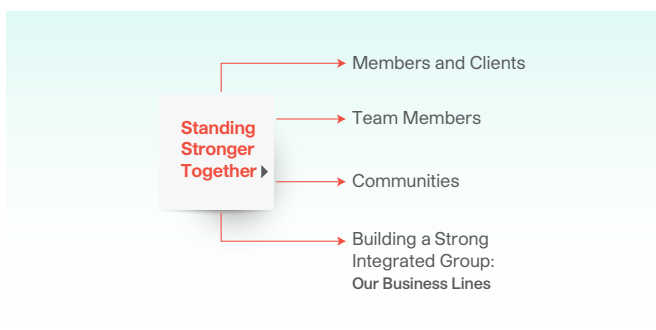 Members and Clients
Team Members
Standing
Stronger
Together
Communities
Building a Strong
Integrated Group:
Our Business Lines